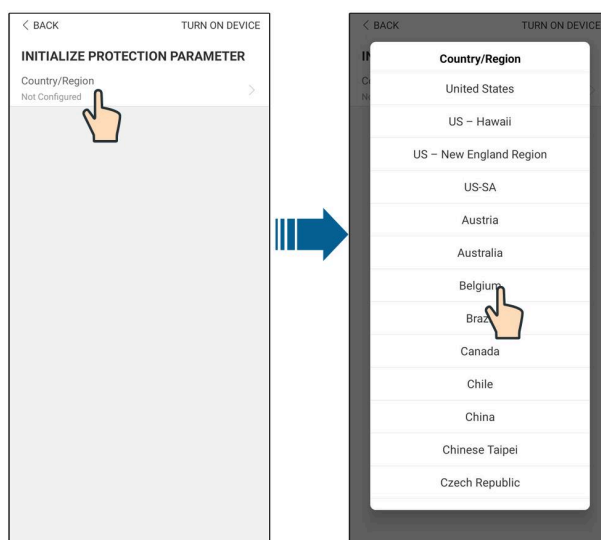 BACK
TURN ON DEVICE
INITIALIZE PROTECTION PARAMETER
Country/Region
Not Configured
BACK
TURN ON DEVICE
Country/Region
United States
US – Hawaii
US – New England Region
US-SA
Austria
Australia
Belgium
Canada
Chile
China
Chinese Taipei
Czech Republic